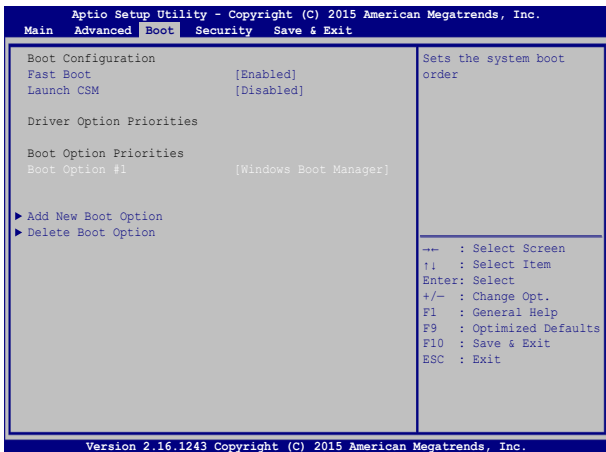 Aptio Setup Utility - Copyright (C) 2015 American Megatrends, Inc.
Main Advanced Boot Security Save & Exit
Boot Configuration
Fast Boot [Enabled]
Launch CSM [Disabled]
Driver Option Priorities
Boot Option Priorities
Boot Option #1 [Windows Boot Manager]
▶ Add New Boot Option
▶ Delete Boot Option
Sets the system boot
order
→← : Select Screen
↑↓ : Select Item
Enter: Select
+/— : Change Opt.
F1 : General Help
F9 : Optimized Defaults
F10 : Save & Exit
ESC : Exit
Version 2.16.1243 Copyright (C) 2015 American Megatrends, Inc.